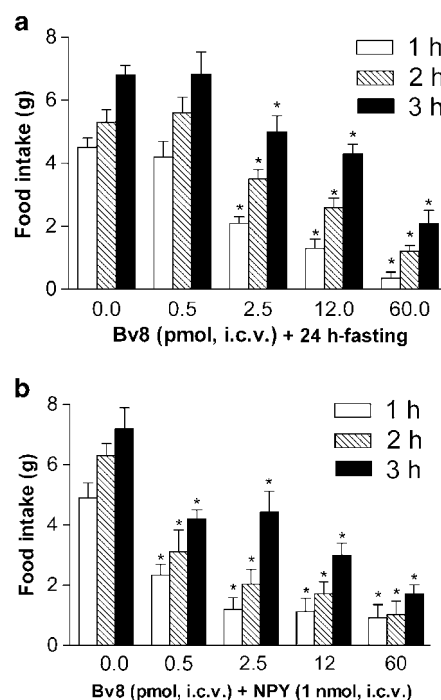 a
8
6
4
2
0
Food intake (g)
1 h
2 h
3 h
* * *
* * *
* * *
0.0 0.5 2.5 12.0 60.0
Bv8 (pmol, i.c.v.) + 24 h-fasting
b
8
6
4
2
0
Food intake (g)
1 h
2 h
3 h
* * *
* * *
* * *
* * *
0.0 0.5 2.5 12 60
Bv8 (pmol, i.c.v.) + NPY (1 nmol, i.c.v.)